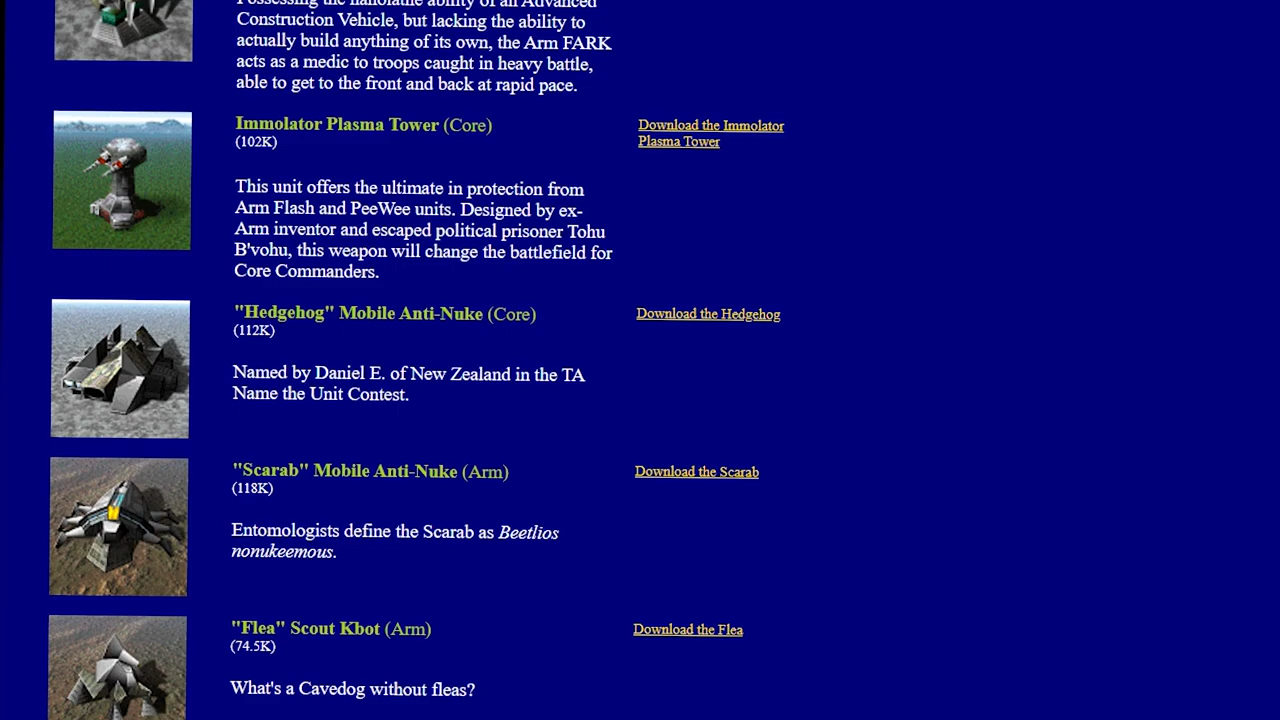 Possessing the nanolathe ability of an Advanced
Construction Vehicle, but lacking the ability to
actually build anything of its own, the Arm FARK
acts as a medic to troops caught in heavy battle,
able to get to the front and back at rapid pace.
Immolator Plasma Tower (Core)
(102K)
Download the Immolator
Plasma Tower
This unit offers the ultimate in protection from
Arm Flash and PeeWee units. Designed by ex-
Arm inventor and escaped political prisoner Tohu
B'vohu, this weapon will change the battlefield for
Core Commanders.
"Hedgehog" Mobile Anti-Nuke (Core)
(112K)
Download the Hedgehog
Named by Daniel E. of New Zealand in the TA
Name the Unit Contest.
"Scarab" Mobile Anti-Nuke (Arm)
(118K)
Download the Scarab
Entomologists define the Scarab as Beetlios
nonukeemous.
"Flea" Scout Kbot (Arm)
(74.5K)
Download the Flea
What's a Cavedog without fleas?